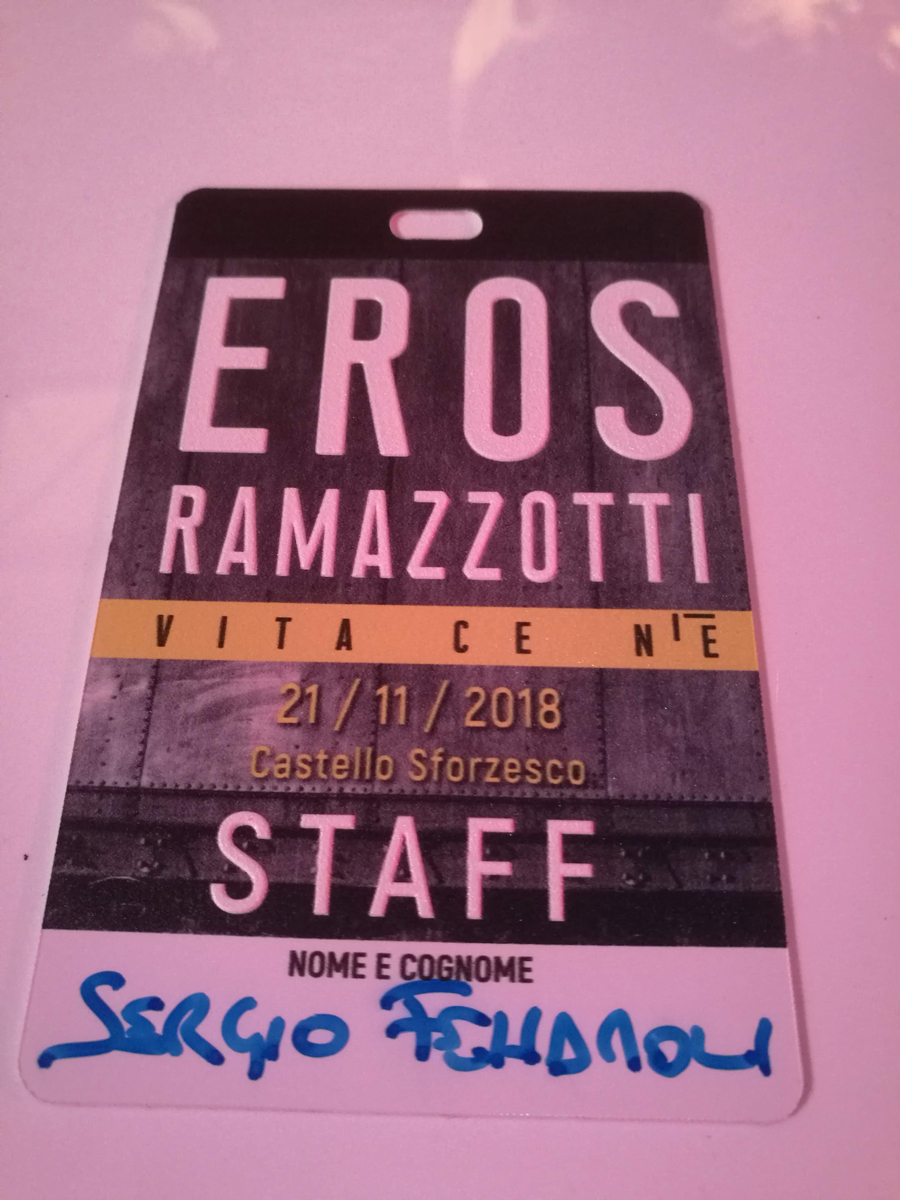 EROS
RAMAZZOTTI
VITA CE N'È
21 / 11 / 2018
Castello Sforzesco
STAFF
NOME E COGNOME
SERGIO